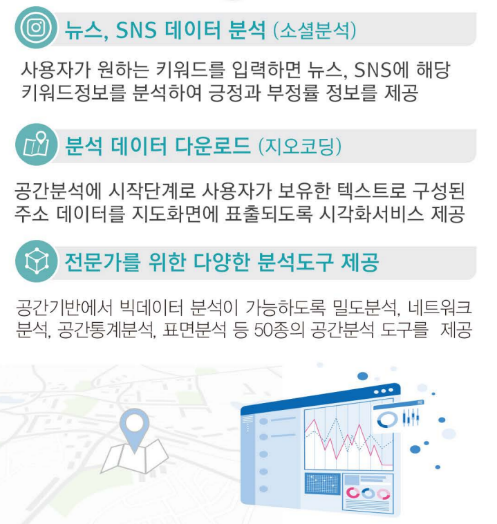 뉴스, SNS 데이터 분석 (소셜분석)
사용자가 원하는 키워드를 입력하면 뉴스, SNS에 해당
키워드정보를 분석하여 긍정과 부정률 정보를 제공
분석 데이터 다운로드 (지오코딩)
공간분석에 시작단계로 사용자가 보유한 텍스트로 구성된
주소 데이터를 지도화면에 표출되도록 시각화서비스 제공
전문가를 위한 다양한 분석도구 제공
공간기반에서 빅데이터 분석이 가능하도록 밀도분석, 네트워크
분석, 공간통계분석, 표면분석 등 50종의 공간분석 도구를 제공